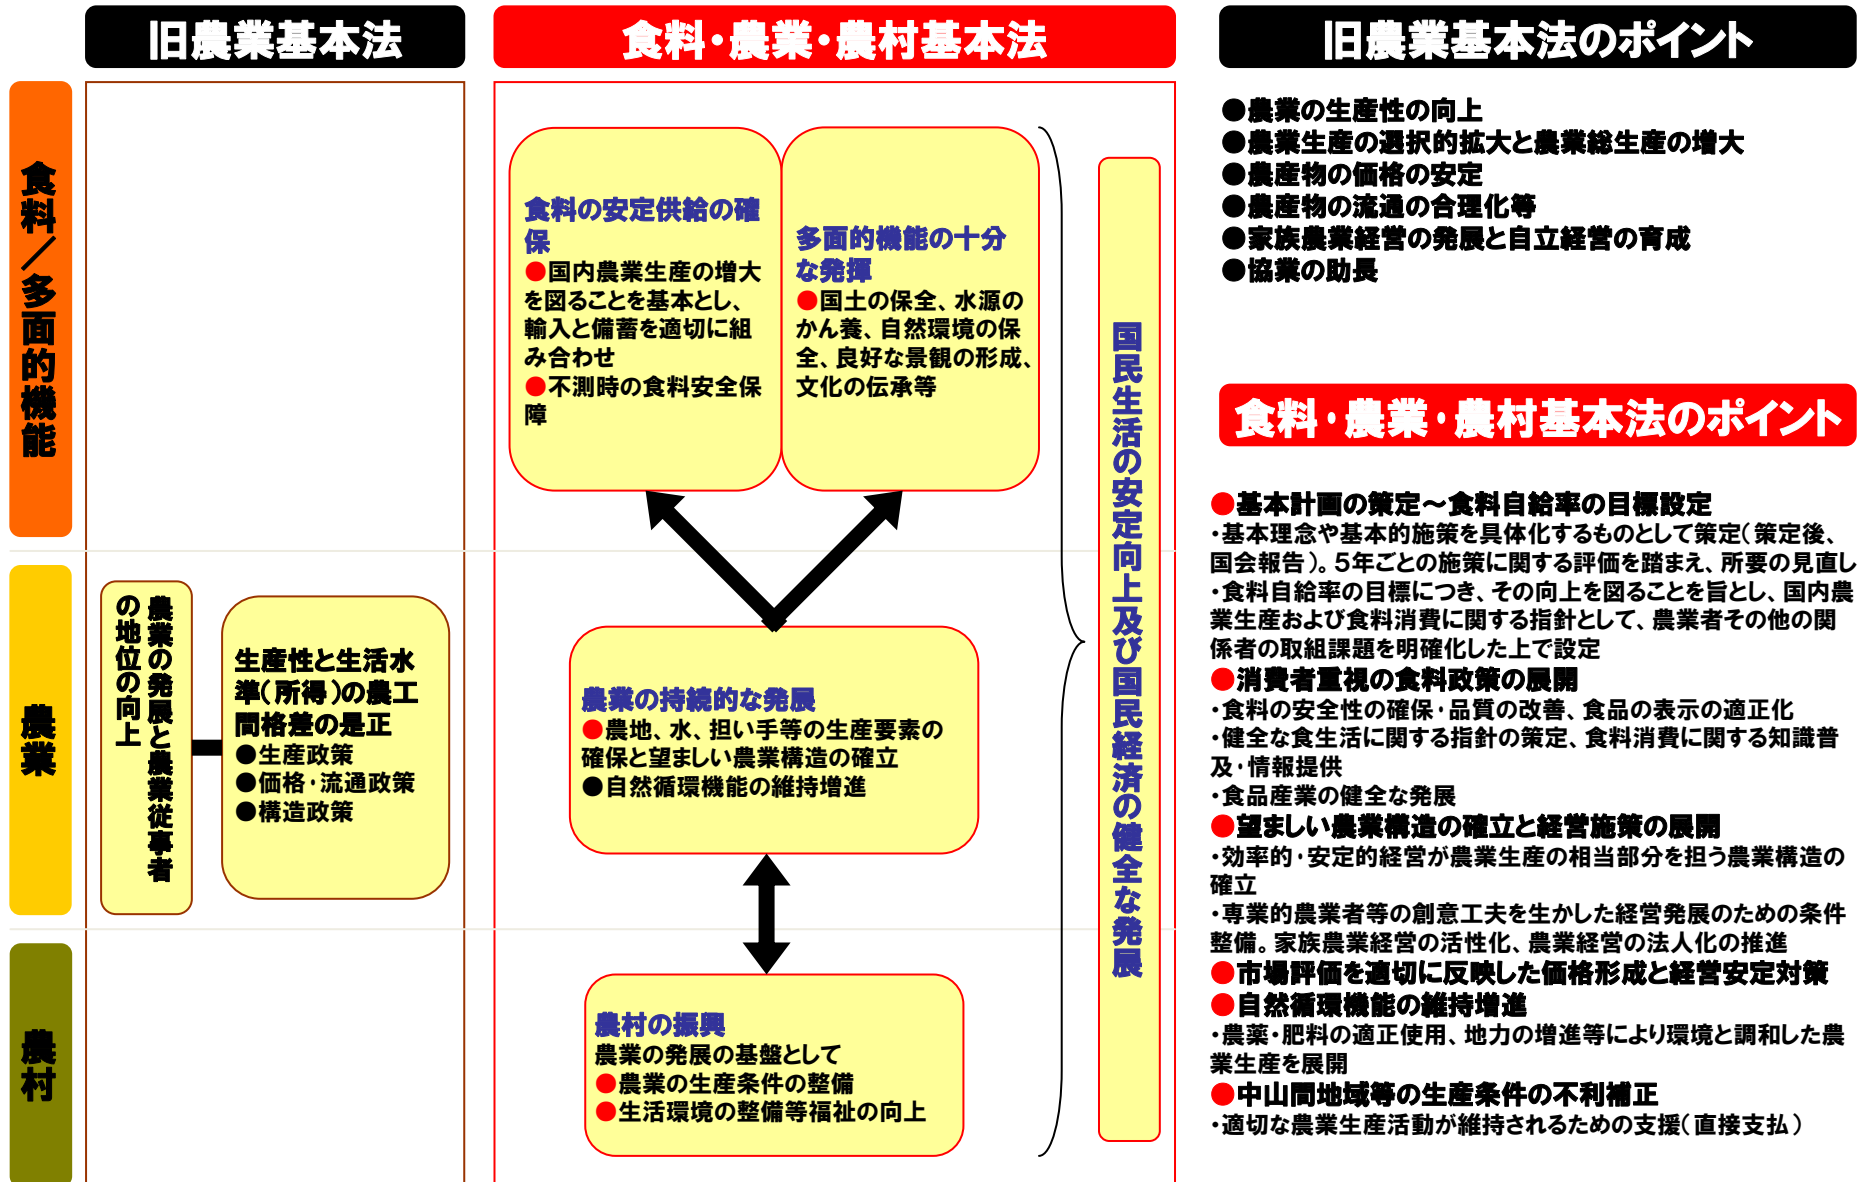 旧農業基本法
食料・農業・農村基本法
旧農業基本法のポイント
食料／多面的機能
農業
農村
農業の発展と農業従事者
の地位の向上
生産性と生活水
準（所得）の農工
間格差の是正
●生産政策
●価格・流通政策
●構造政策
食料の安定供給の確
保
●国内農業生産の増大
を図ることを基本とし、
輸入と備蓄を適切に組
み合わせ
●不測時の食料安全保
障
多面的機能の十分
な発揮
●国土の保全、水源の
かん養、自然環境の保
全、良好な景観の形成、
文化の伝承等
農業の持続的な発展
●農地、水、担い手等の生産要素の
確保と望ましい農業構造の確立
●自然循環機能の維持増進
農村の振興
農業の発展の基盤として
●農業の生産条件の整備
●生活環境の整備等福祉の向上
国民生活の安定向上及び国民経済の健全な発展
●農業の生産性の向上
●農業生産の選択的拡大と農業総生産の増大
●農産物の価格の安定
●農産物の流通の合理化等
●家族農業経営の発展と自立経営の育成
●協業の助長
食料・農業・農村基本法のポイント
●基本計画の策定～食料自給率の目標設定
・基本理念や基本的施策を具体化するものとして策定（策定後、
国会報告）。５年ごとの施策に関する評価を踏まえ、所要の見直し
・食料自給率の目標につき、その向上を図ることを旨とし、国内農
業生産および食料消費に関する指針として、農業者その他の関
係者の取組課題を明確化した上で設定
●消費者重視の食料政策の展開
・食料の安全性の確保・品質の改善、食品の表示の適正化
・健全な食生活に関する指針の策定、食料消費に関する知識普
及・情報提供
・食品産業の健全な発展
●望ましい農業構造の確立と経営施策の展開
・効率的・安定的経営が農業生産の相当部分を担う農業構造の
確立
・専業的農業者等の創意工夫を生かした経営発展のための条件
整備。家族農業経営の活性化、農業経営の法人化の推進
●市場評価を適切に反映した価格形成と経営安定対策
●自然循環機能の維持増進
・農薬・肥料の適正使用、地力の増進等により環境と調和した農
業生産を展開
●中山間地域等の生産条件の不利補正
・適切な農業生産活動が維持されるための支援（直接支払）